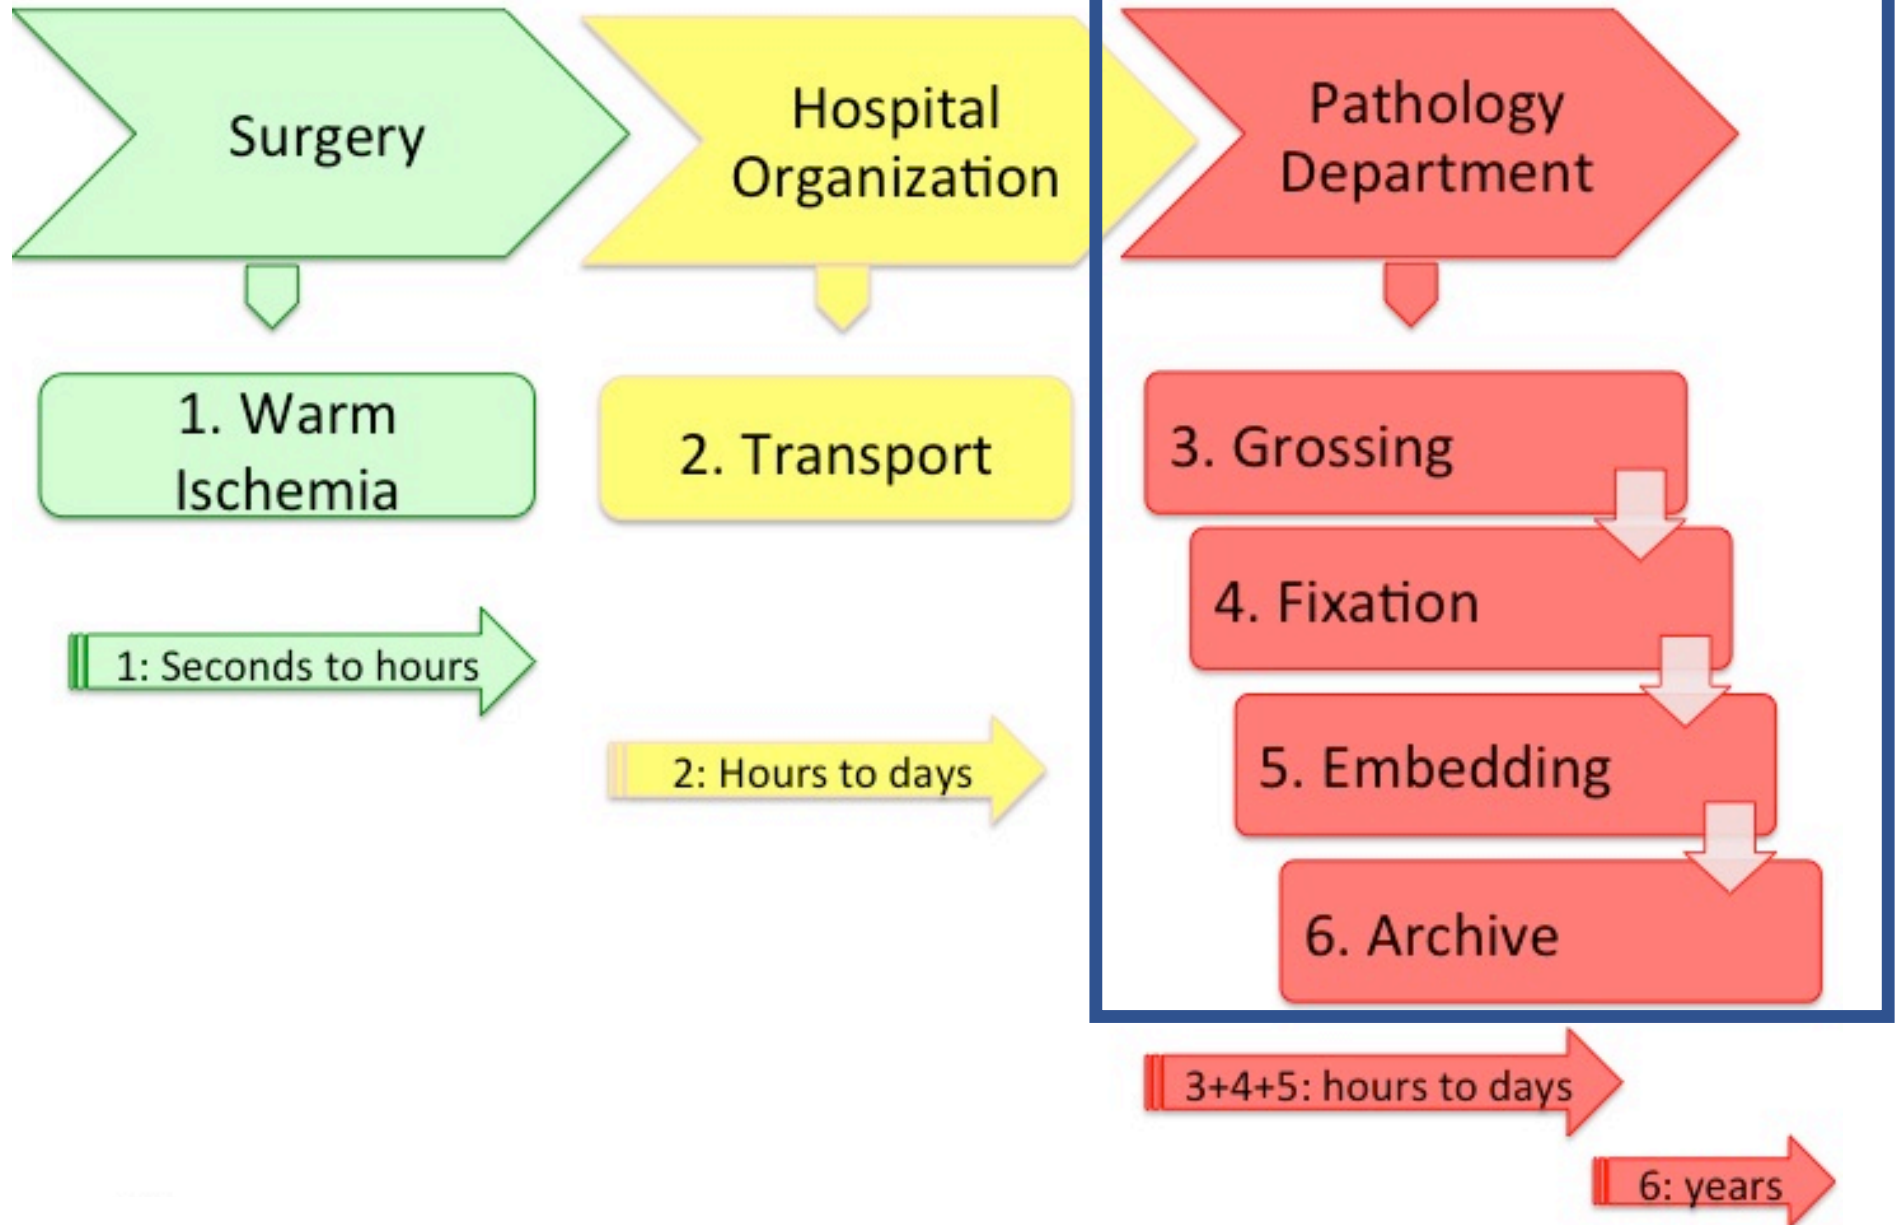 Surgery
Hospital
Organization
Pathology
Department
1. Warm
Ischemia
2. Transport
3. Grossing
4. Fixation
5. Embedding
6. Archive
1: Seconds to hours
2: Hours to days
3+4+5: hours to days
6: years